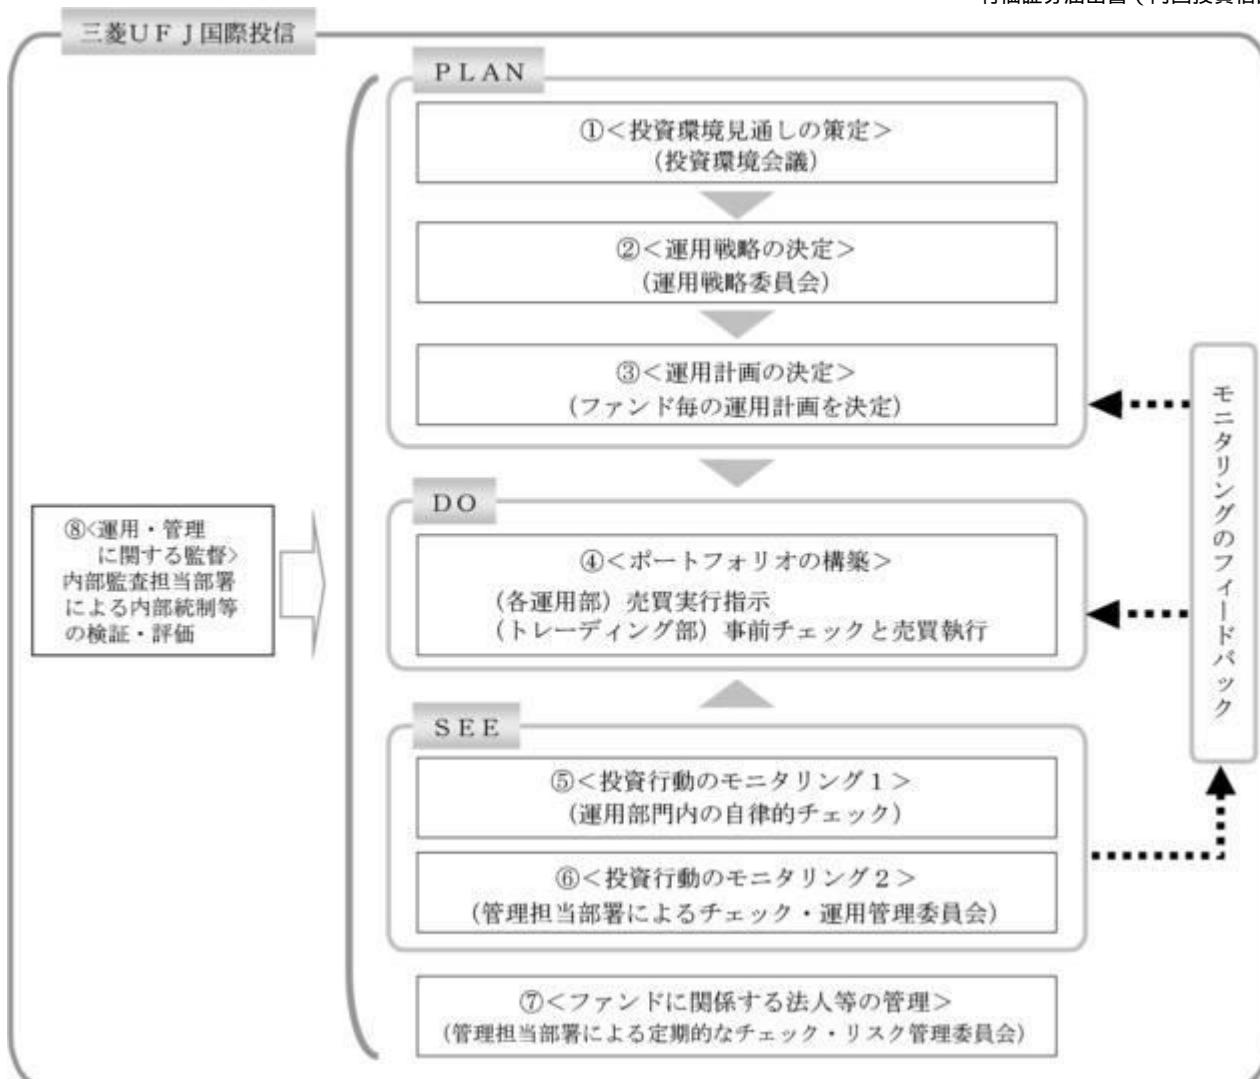 三菱ＵＦＪ国際投信
ＰＬＡＮ
①＜投資環境見通しの策定＞
（投資環境会議）
②＜運用戦略の決定＞
（運用戦略委員会）
③＜運用計画の決定＞
（ファンド毎の運用計画を決定）
ＤＯ
④＜ポートフォリオの構築＞
（各運用部）売買実行指示
（トレーディング部）事前チェックと売買執行
ＳＥＥ
⑤＜投資行動のモニタリング１＞
（運用部門内の自律的チェック）
⑥＜投資行動のモニタリング２＞
（管理担当部署によるチェック・運用管理委員会）
⑦＜ファンドに関係する法人等の管理＞
（管理担当部署による定期的なチェック・リスク管理委員会）
⑧＜運用・管理
に関する監督＞
内部監査担当部署
による内部統制等
の検証・評価
モニタリングのフィードバック